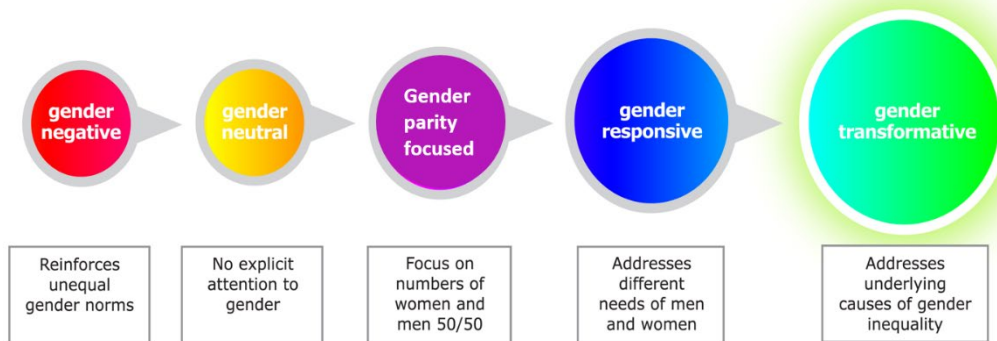 gender
negative
gender
neutral
Gender
parity
focused
gender
responsive
gender
transformative
Reinforces
unequal
gender norms
No explicit
attention to
gender
Focus on
numbers of
women and
men 50/50
Addresses
different
needs of men
and women
Addresses
underlying
causes of gender
inequality